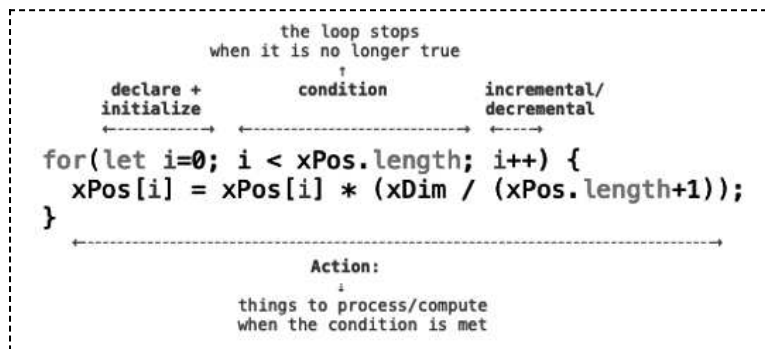 the loop stops
when it is no longer true
declare + condition incremental/
initialize decremental
for(let i=0; i < xPos.length; i++) {
xPos[i] = xPos[i] * (xDim / (xPos.length+1));
}
Action:
things to process/compute
when the condition is met